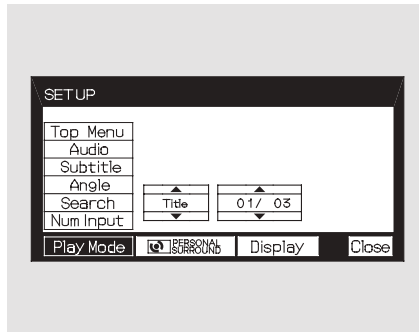 SETUP
Top Menu
Audio
Subtitle
Angle
Search
Title
01/ 03
Num Input
Play Mode
PERSONAL
SURROUND
Display
Close